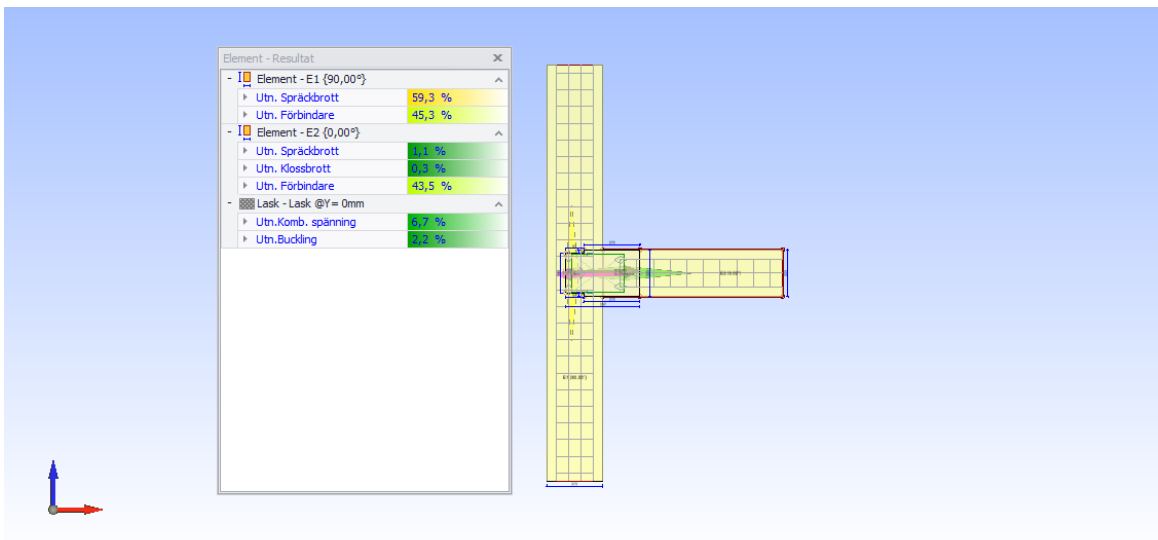 Element - Resultat
Element - E1 {90,00°}
Utn. Spräckbrott 59,3 %
Utn. Förbindare 45,3 %
Element - E2 {0,00°}
Utn. Spräckbrott 1,1 %
Utn. Klossbrott 0,3 %
Utn. Förbindare 43,5 %
Lask - Lask @Y= 0mm
Utn.Komb. spänning 6,7 %
Utn.Buckling 2,2 %